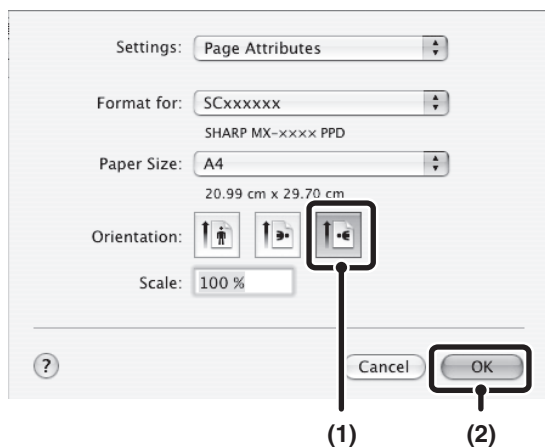 Settings: Page Attributes
Format for: SCxxxxxx
SHARP MX-xxxx PPD
Paper Size: A4
20.99 cm x 29.70 cm
Orientation:
Scale: 100 %
? Cancel OK
(1) (2)